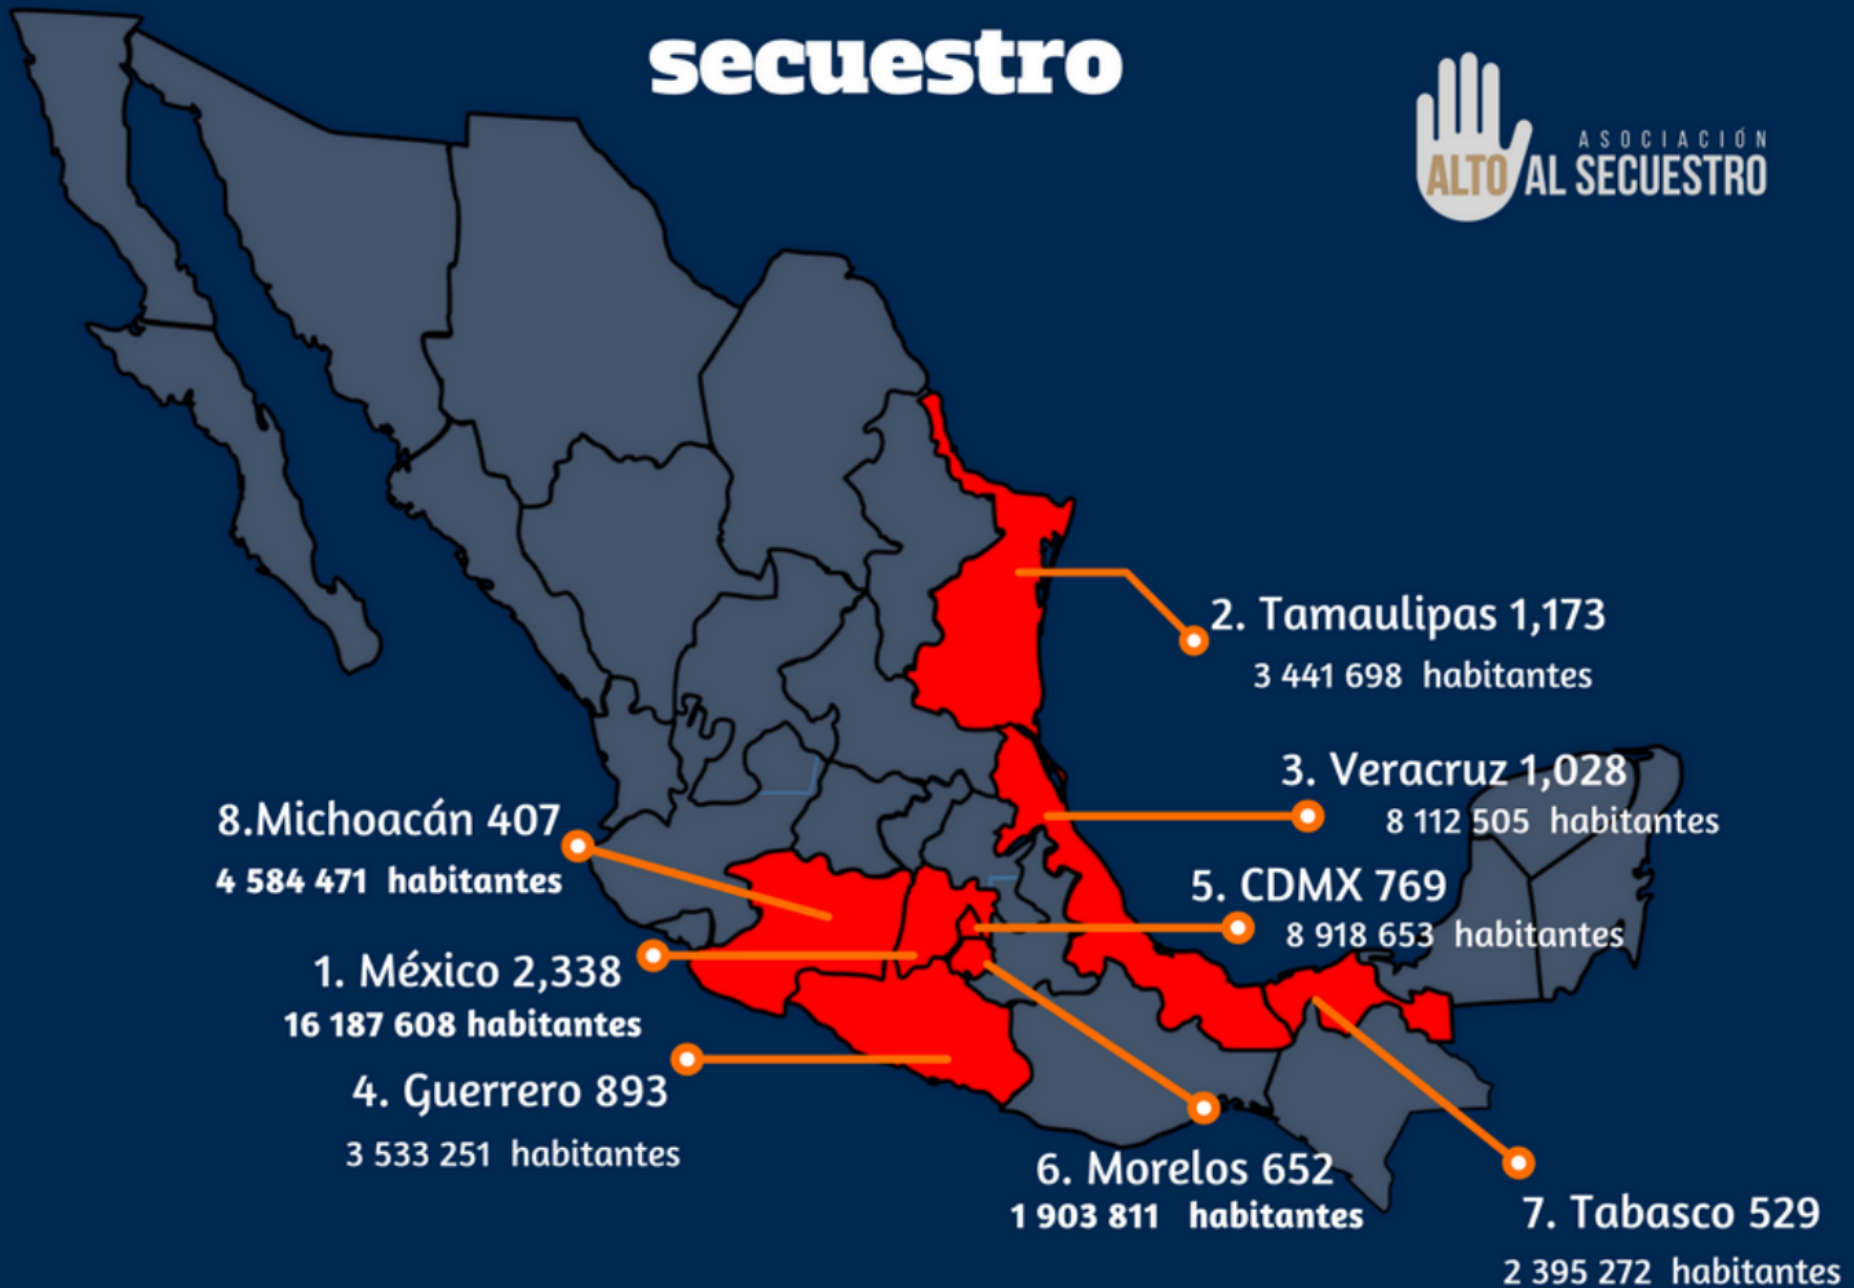 secuestro
ASOCIACIÓN
ALTO AL SECUESTRO
2. Tamaulipas 1,173
3 441 698 habitantes
3. Veracruz 1,028
8 112 505 habitantes
8.Michoacán 407
4 584 471 habitantes
5. CDMX 769
8 918 653 habitantes
1. México 2,338
16 187 608 habitantes
4. Guerrero 893
3 533 251 habitantes
6. Morelos 652
1 903 811 habitantes
7. Tabasco 529
2 395 272 habitantes